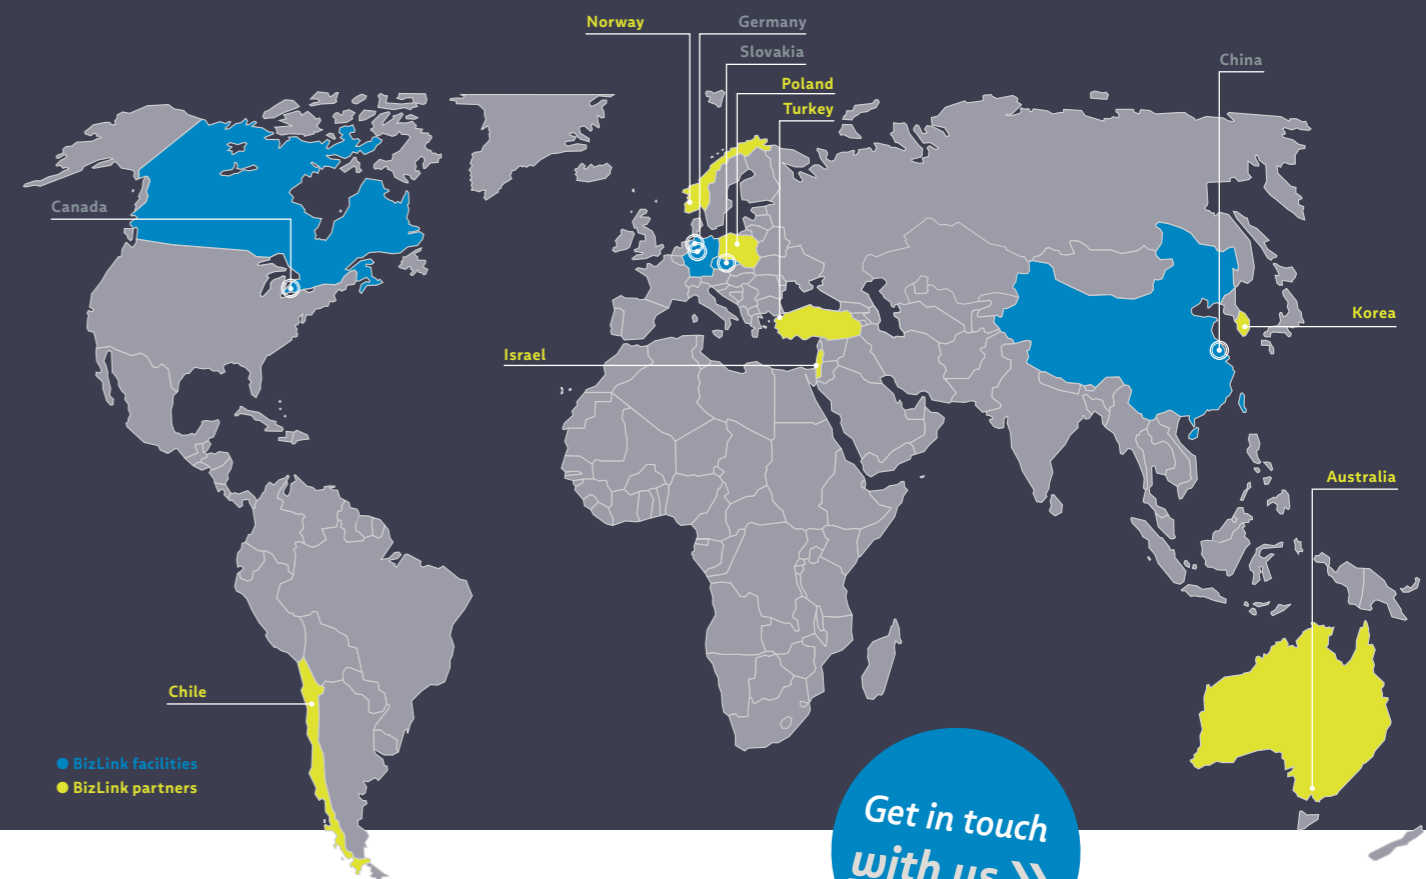 Norway
Germany
Slovakia
China
Poland
Turkey
Canada
Korea
Israel
Australia
Chile
BizLink facilities
BizLink partners
Get in touch
with us »